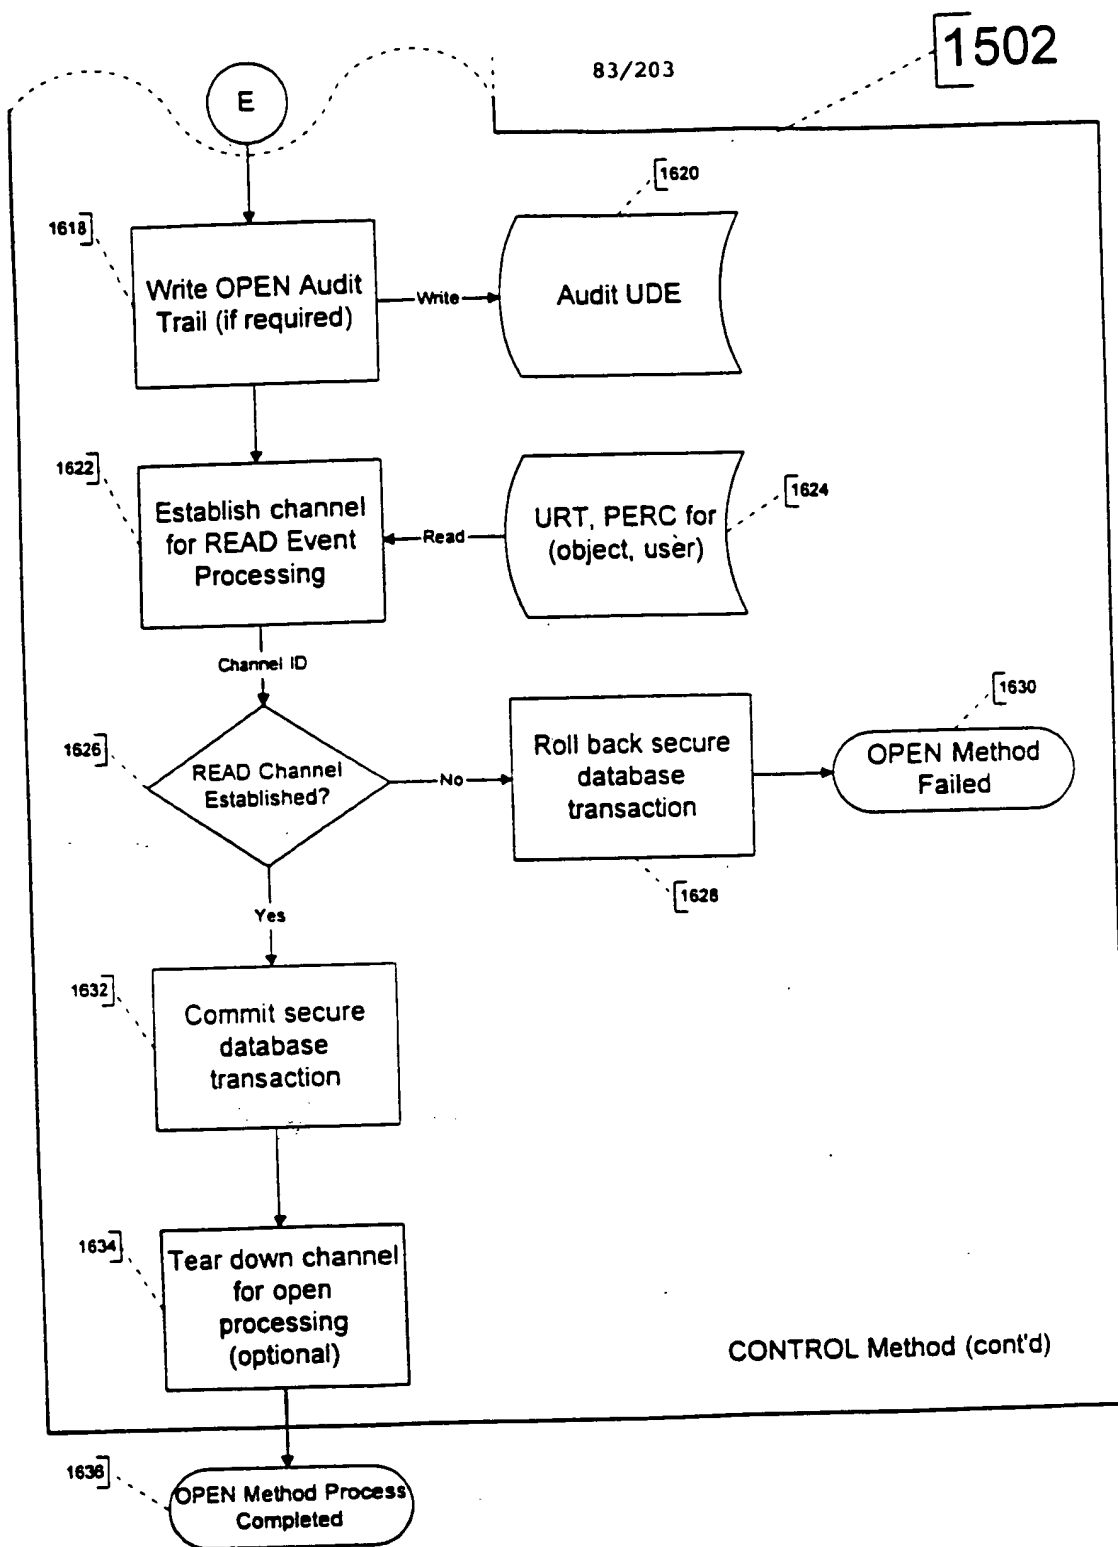 83/203
1502
E
1618
Write OPEN Audit
Trail (if required)
Write
1620
Audit UDE
1622
Establish channel
for READ Event
Processing
Read
1624
URT, PERC for
(object, user)
Channel ID
1626
READ Channel
Established?
No
Roll back secure
database
transaction
1628
1630
OPEN Method
Failed
Yes
1632
Commit secure
database
transaction
1634
Tear down channel
for open
processing
(optional)
CONTROL Method (cont'd)
1636
OPEN Method Process
Completed